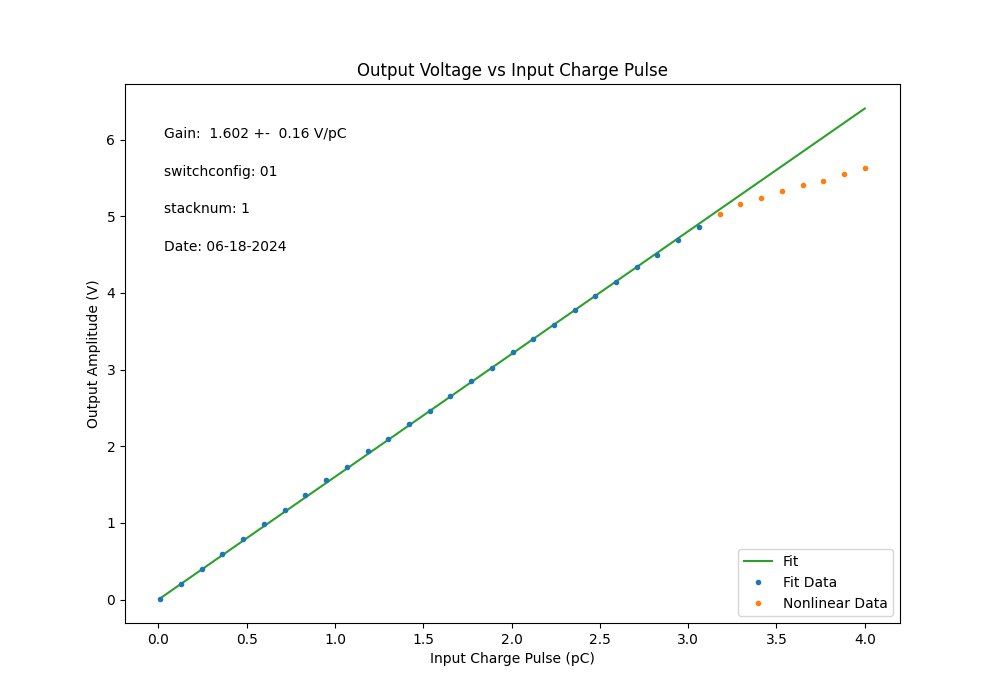 Output Voltage vs Input Charge Pulse
Gain:  1.602 +-  0.16 V/pC
switchconfig: 01
stacknum: 1
Date: 06-18-2024
Output Amplitude (V)
6
5
4
3
2
1
0
0.0 0.5 1.0 1.5 2.0 2.5 3.0 3.5 4.0
Input Charge Pulse (pC)
Fit
Fit Data
Nonlinear Data